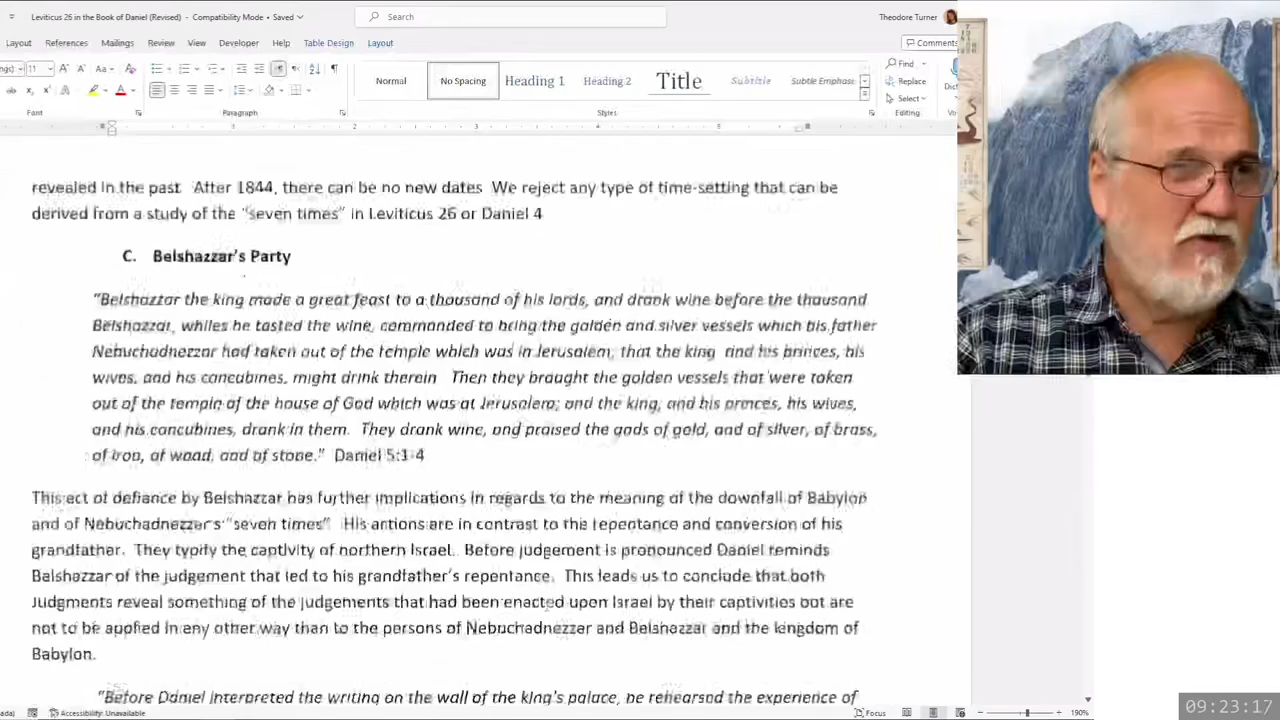 Leviticus 26 in the Book of Daniel (Revised) - Compatibility Mode • Saved
Search
Theodore Turner
Layout References Mailings Review View Developer Help Table Design Layout
Comments
11
Aa
Normal No Spacing Heading 1 Heading 2 Title Subtitle Subtle Emphasis
Find
Replace
Select
Font Paragraph Styles Editing
revealed in the past After 1844, there can be no new dates We reject any type of time-setting that can be
derived from a study of the "seven times" in Leviticus 26 or Daniel 4
C. Belshazzar's Party
"Belshazzar the king made a great feast to a thousand of his lords, and drank wine before the thousand
Belshazzar, whiles he tasted the wine, commanded to bring the golden and silver vessels which his father
Nebuchadnezzar had taken out of the temple which was in Jerusalem; that the king and his princes, his
wives, and his concubines, might drink therein Then they brought the golden vessels that were taken
out of the temple of the house of God which was at Jerusalem; and the king, and his princes, his wives,
and his concubines, drank in them. They drank wine, and praised the gods of gold, and of silver, of brass,
of iron, of wood, and of stone." Daniel 5:1-4
This act of defiance by Belshazzar has further implications in regards to the meaning of the downfall of Babylon
and of Nebuchadnezzar's "seven times" His actions are in contrast to the repentance and conversion of his
grandfather. They typify the captivity of northern Israel. Before judgement is pronounced Daniel reminds
Belshazzar of the judgement that led to his grandfather's repentance. This leads us to conclude that both
Judgments reveal something of the judgements that had been enacted upon Israel by their captivities but are
not to be applied in any other way than to the persons of Nebuchadnezzar and Belshazzar and the kingdom of
Babylon.
"Before Daniel interpreted the writing on the wall of the king's palace, he rehearsed the experience of
Accessibility: Unavailable
Focus
190%
09:23:17